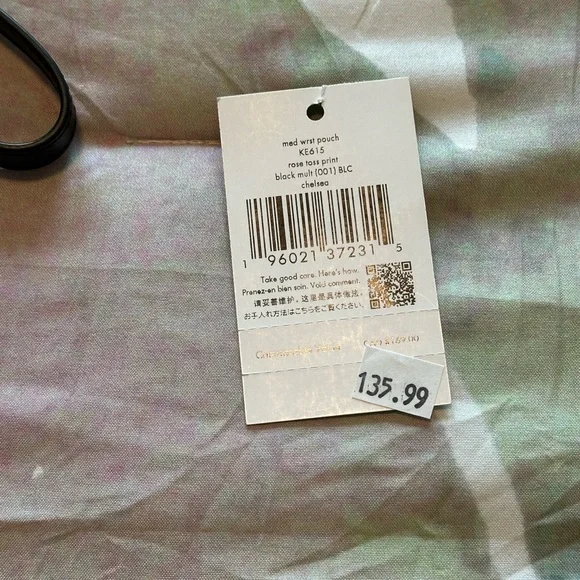 med wrst pouch
KE615
rose toss print
black mult (001) BLC
chelsea
1 96021 37231 5
Take good care. Here's how.
Prenez-en bien soin. Voici comment.
请妥善维护。这里是具体做法。
お手入れ方法はこちらをご覧ください。
135.99